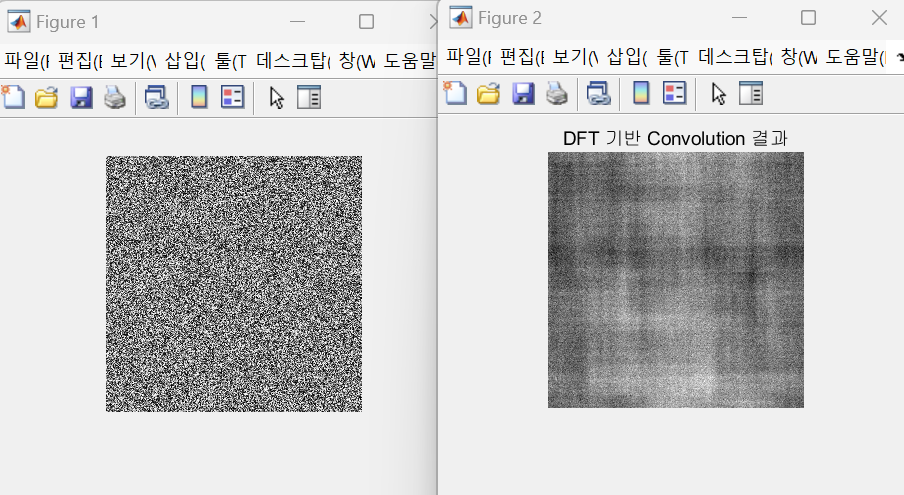 Figure 1
파일(F 편집(E 보기(V 삽입( 툴(T 데스크탑( 창(W 도움말
Figure 2
파일(F 편집(E 보기(V 삽입( 툴(T 데스크탑( 창(W 도움말(
DFT 기반 Convolution 결과